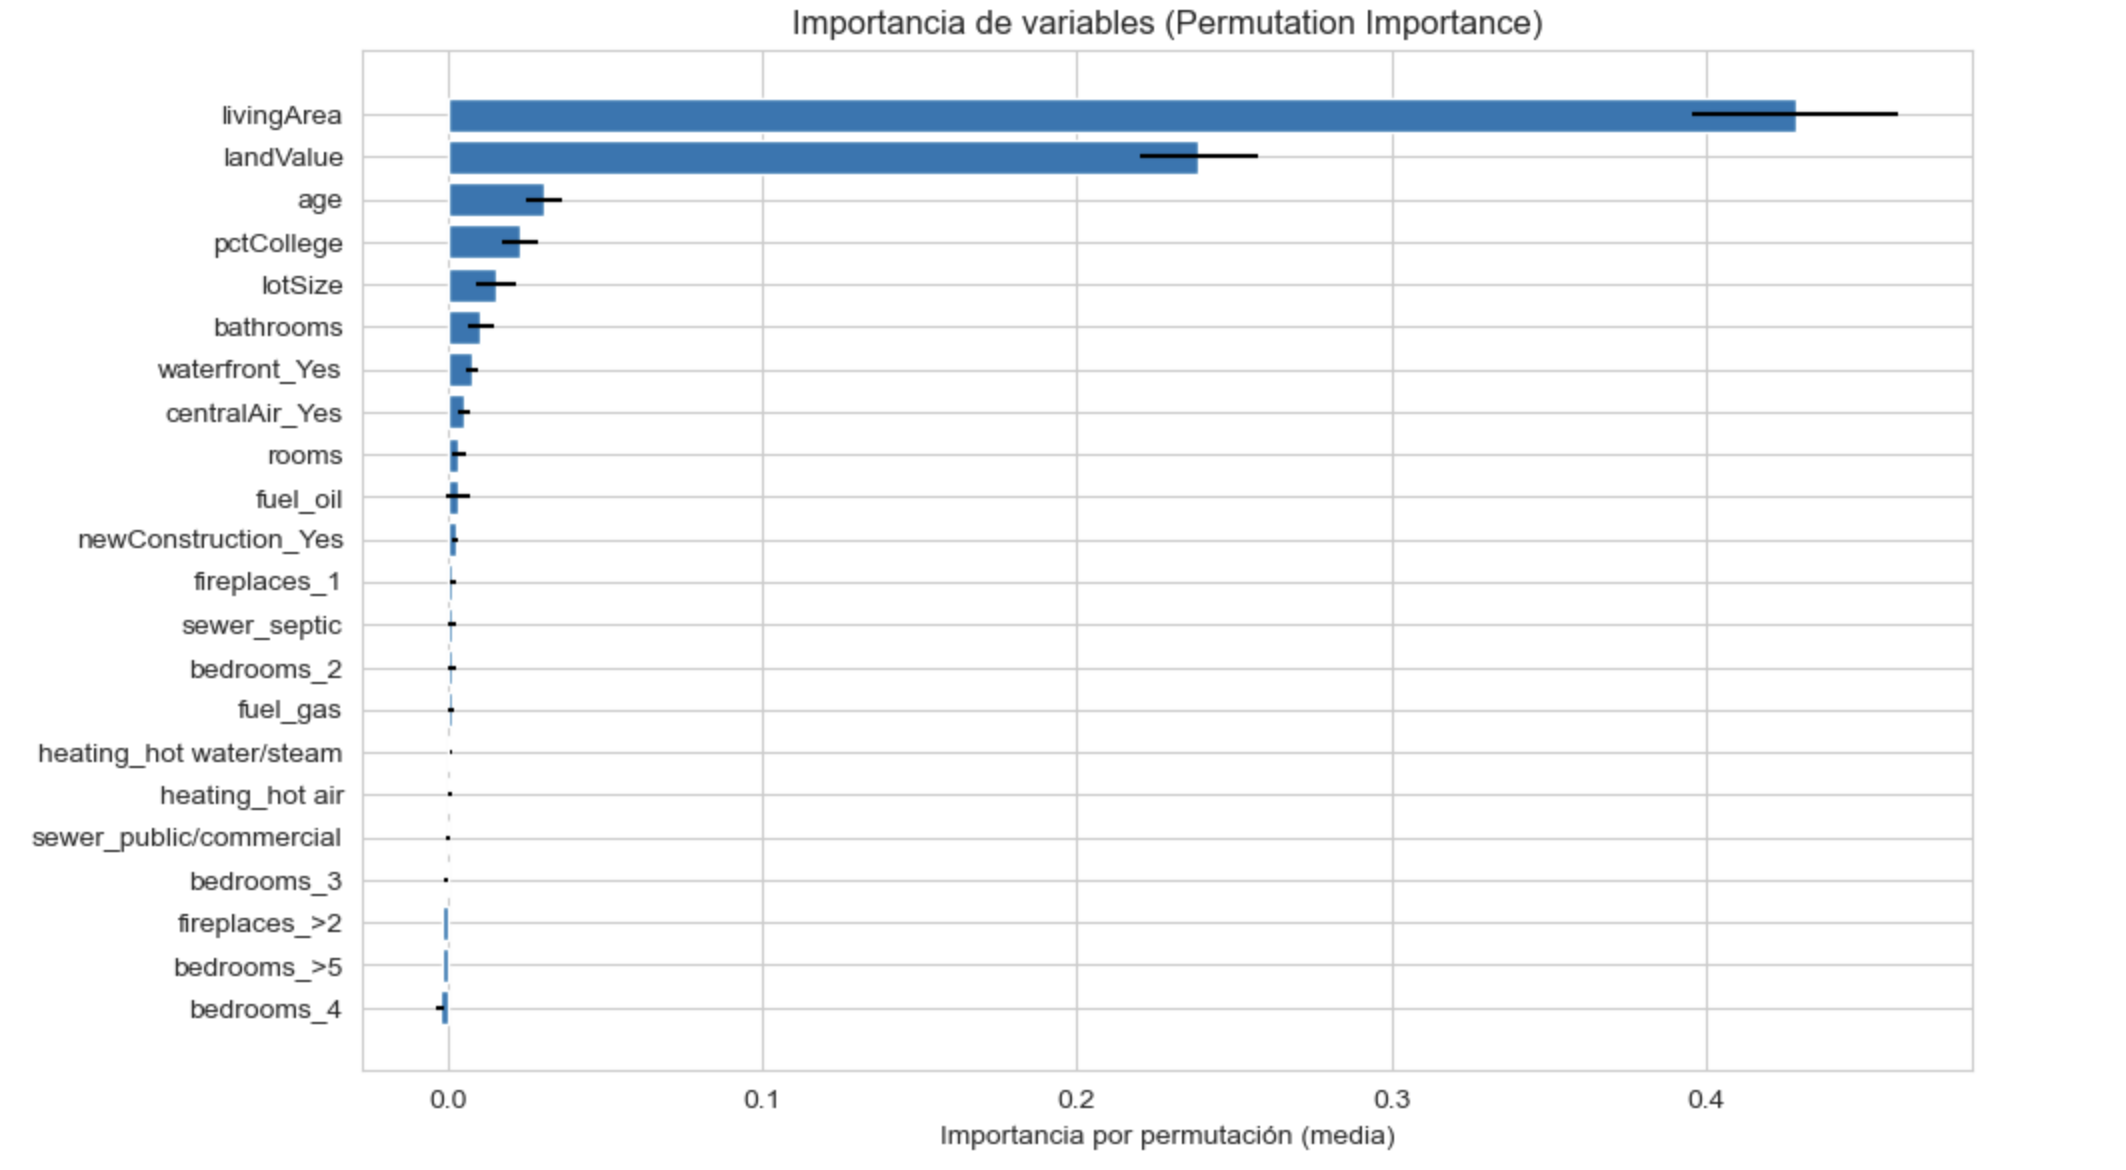 Importancia de variables (Permutation Importance)
livingArea
landValue
age
pctCollege
lotSize
bathrooms
waterfront_Yes
centralAir_Yes
rooms
fuel_oil
newConstruction_Yes
fireplaces_1
sewer_septic
bedrooms_2
fuel_gas
heating_hot water/steam
heating_hot air
sewer_public/commercial
bedrooms_3
fireplaces_>2
bedrooms_>5
bedrooms_4
0.0 0.1 0.2 0.3 0.4
Importancia por permutación (media)